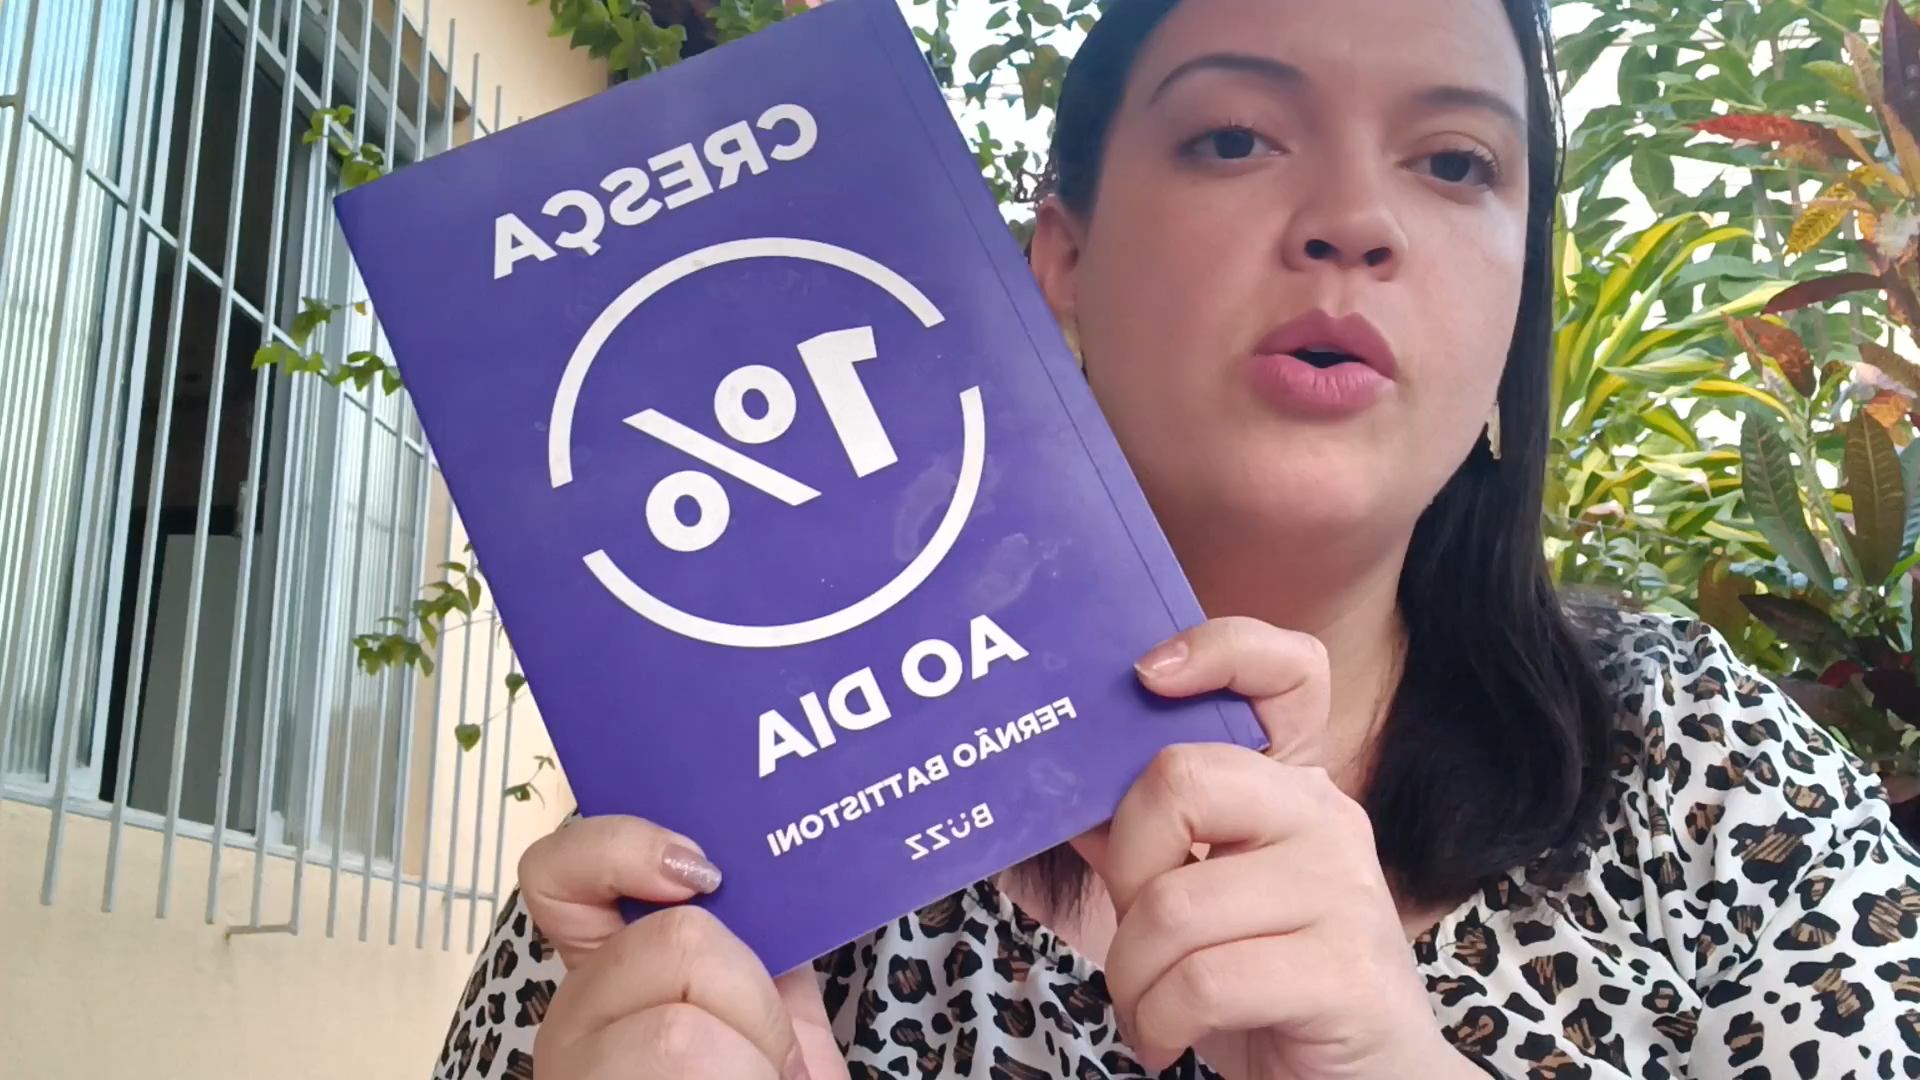 CRESÇA
1%
AO DIA
FERNÃO BATTISTONI
BUZZ